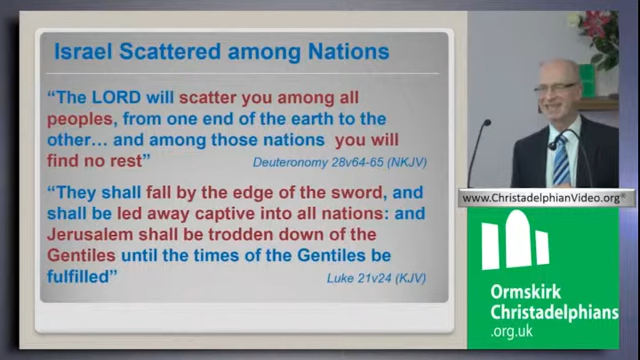 Israel Scattered among Nations
“The LORD will scatter you among all
peoples, from one end of the earth to the
other… and among those nations you will
find no rest”
Deuteronomy 28v64-65 (NKJV)
“They shall fall by the edge of the sword, and
shall be led away captive into all nations: and
Jerusalem shall be trodden down of the
Gentiles until the times of the Gentiles be
fulfilled”
Luke 21v24 (KJV)
www.ChristadelphianVideo.org®
Ormskirk
Christadelphians
.org.uk